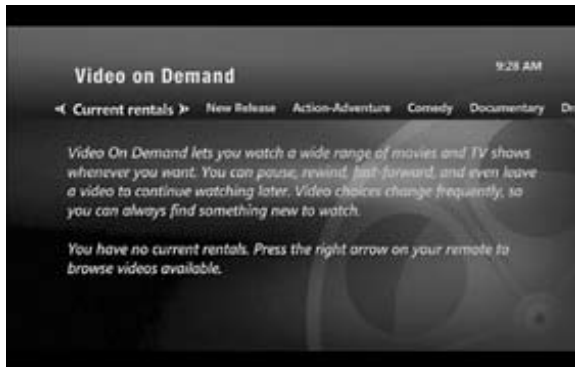 Video on Demand
9:28 AM
Current rentals New Release Action-Adventure Comedy Documentary
Video On Demand lets you watch a wide range of movies and TV shows
whenever you want. You can pause, rewind, fast-forward, and even leave
a video to continue watching later. Video choices change frequently, so
you can always find something new to watch.
You have no current rentals. Press the right arrow on your remote to
browse videos available.